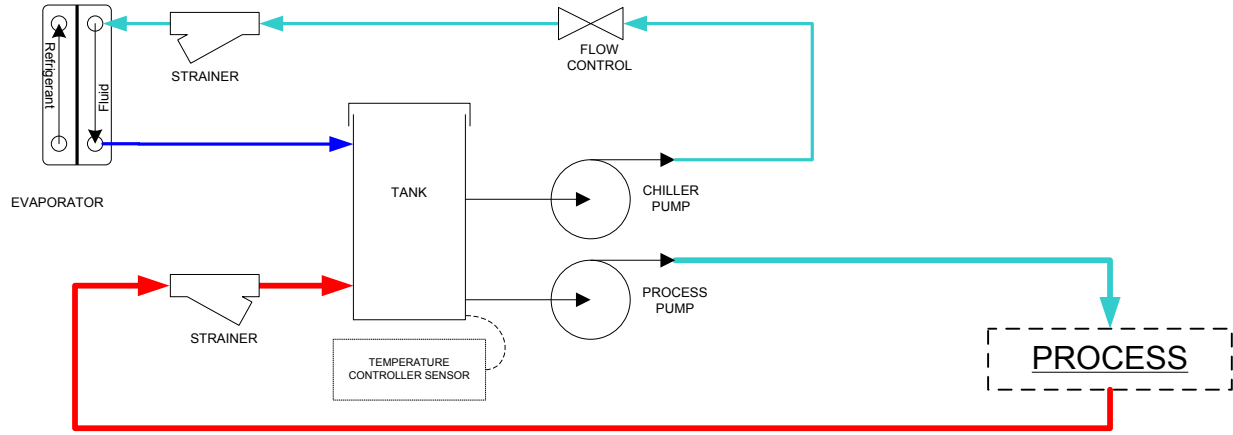 Refrigerant
Fluid
STRAINER
FLOW
CONTROL
EVAPORATOR
TANK
CHILLER
PUMP
PROCESS
PUMP
STRAINER
TEMPERATURE
CONTROLLER SENSOR
PROCESS